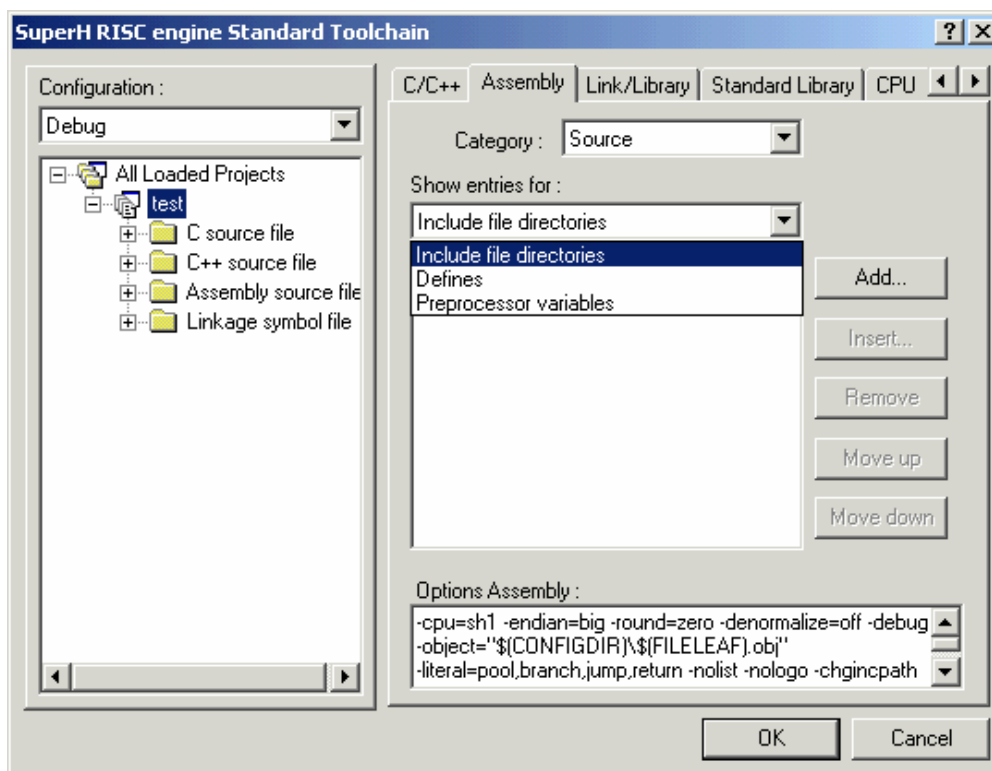 SuperH RISC engine Standard Toolchain
Configuration :
Debug
All Loaded Projects
test
C source file
C++ source file
Assembly source file
Linkage symbol file
C/C++ Assembly Link/Library Standard Library CPU
Category : Source
Show entries for :
Include file directories
Include file directories
Defines
Preprocessor variables
Add...
Insert...
Remove
Move up
Move down
Options Assembly :
-cpu=sh1 -endian=big -round=zero -denormalize=off -debug
-object="$(CONFIGDIR)\$(FILELEAF).obj"
-literal=pool,branch,jump,return -nolist -nologo -chgincpath
OK Cancel